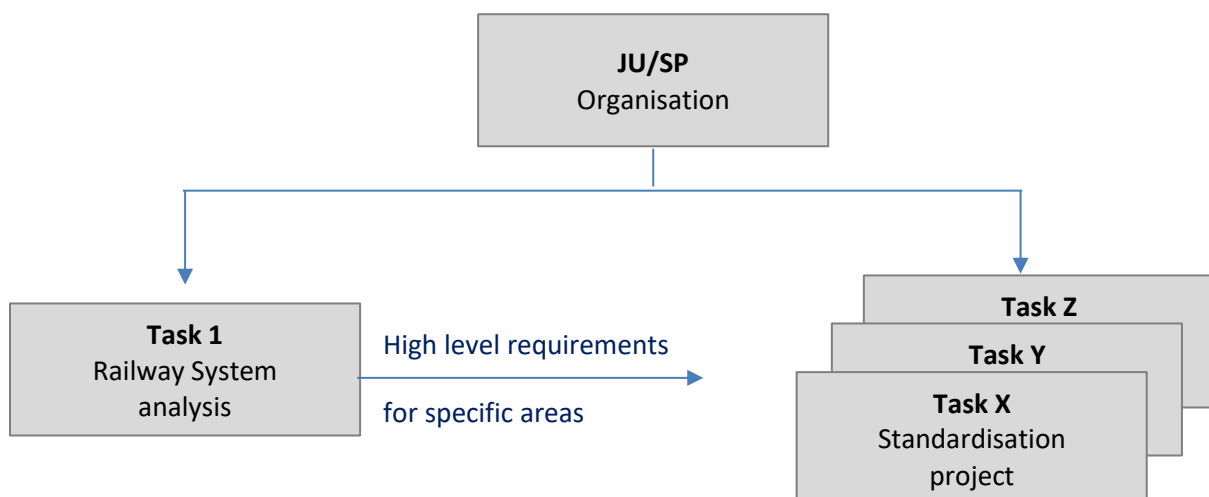 JU/SP
Organisation
Task 1
Railway System
analysis
High level requirements
for specific areas
Task Z
Task Y
Task X
Standardisation
project